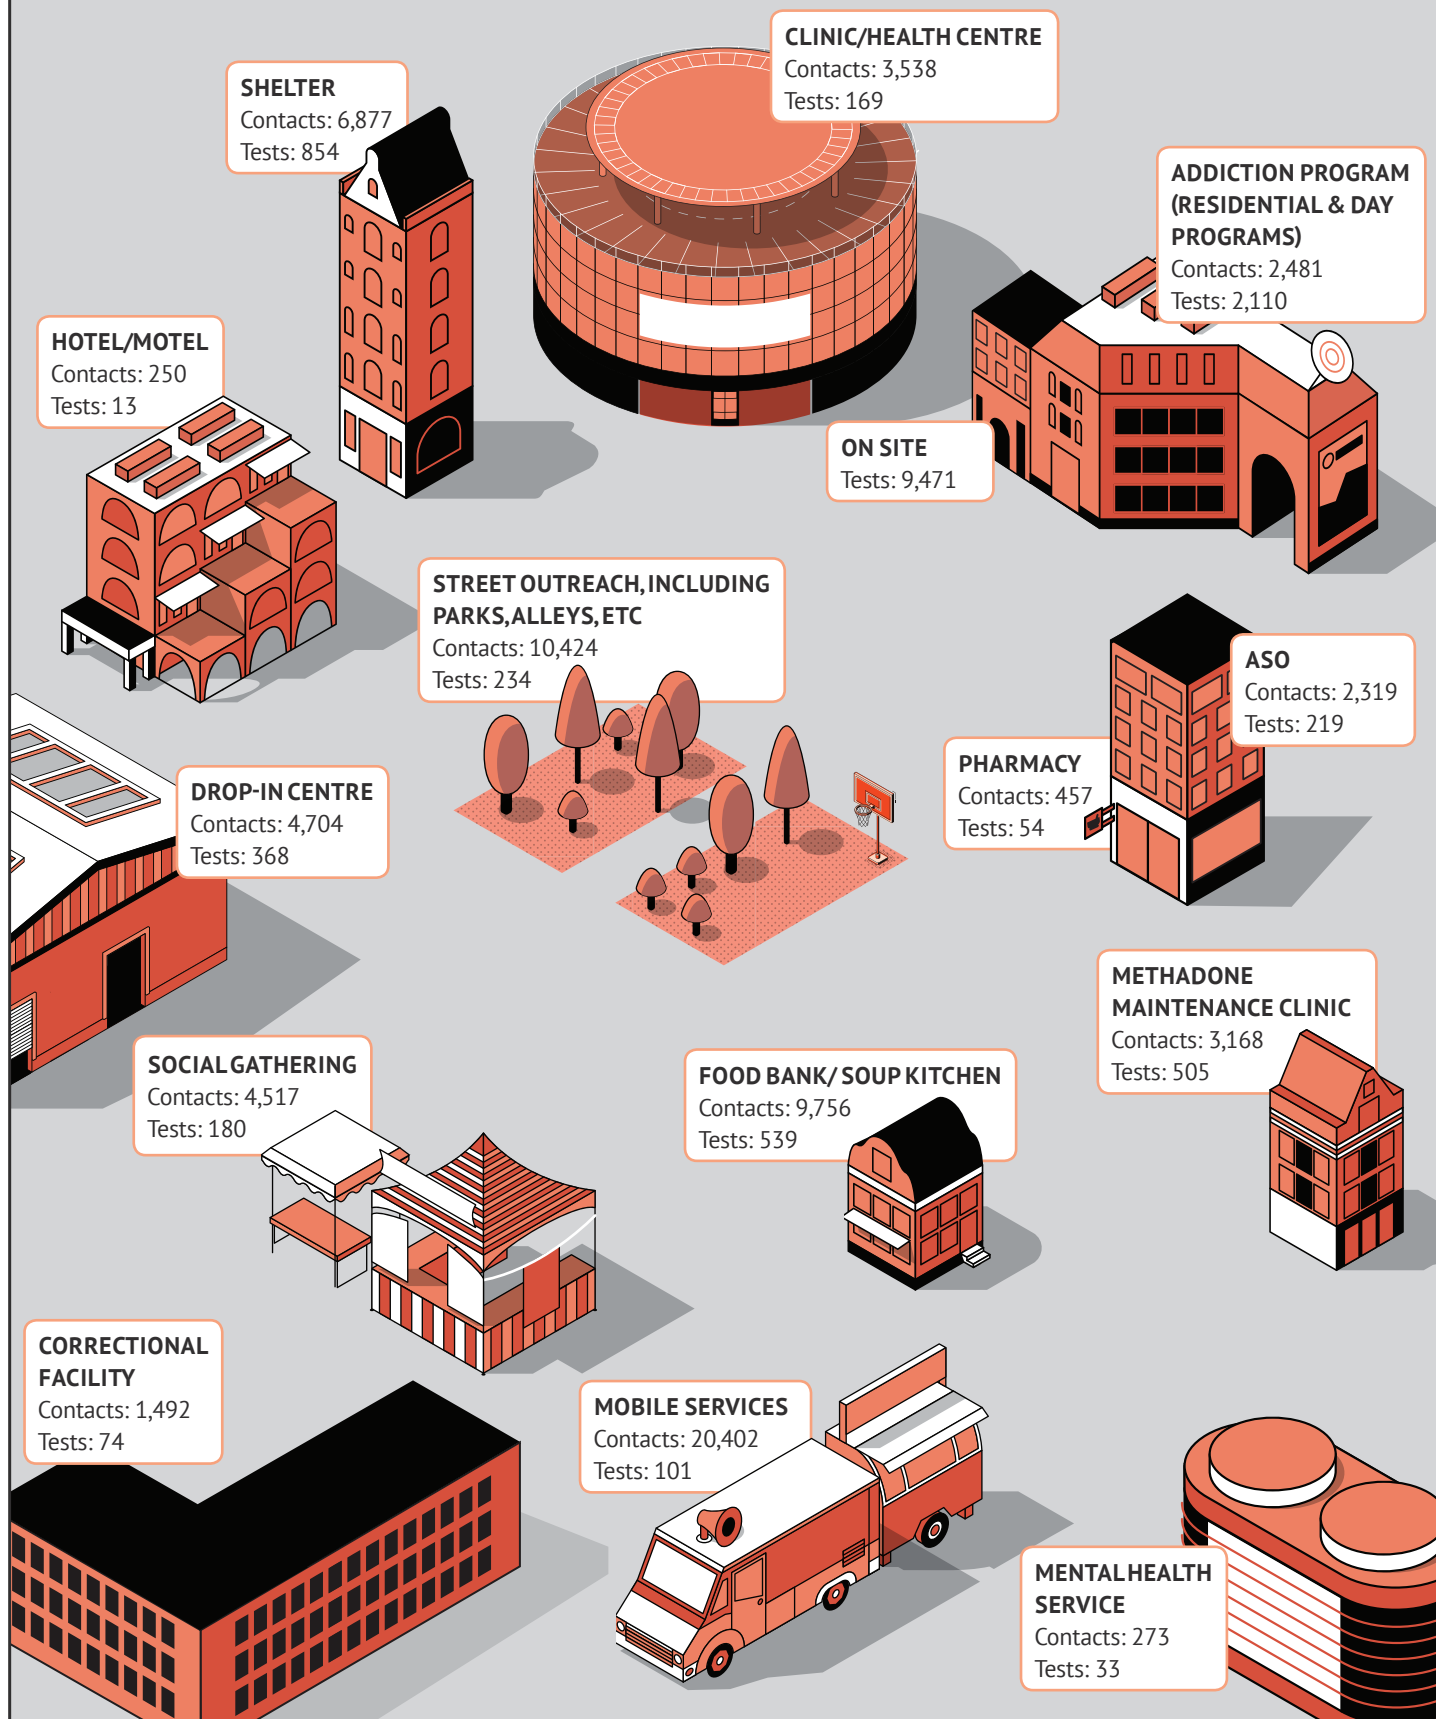 CLINIC/HEALTH CENTRE
Contacts: 3,538
Tests: 169
SHELTER
Contacts: 6,877
Tests: 854
ADDICTION PROGRAM
(RESIDENTIAL & DAY
PROGRAMS)
Contacts: 2,481
Tests: 2,110
HOTEL/MOTEL
Contacts: 250
Tests: 13
ON SITE
Tests: 9,471
STREET OUTREACH, INCLUDING
PARKS, ALLEYS, ETC
Contacts: 10,424
Tests: 234
ASO
Contacts: 2,319
Tests: 219
PHARMACY
Contacts: 457
Tests: 54
DROP-IN CENTRE
Contacts: 4,704
Tests: 368
METHADONE
MAINTENANCE CLINIC
Contacts: 3,168
Tests: 505
SOCIAL GATHERING
Contacts: 4,517
Tests: 180
FOOD BANK/ SOUP KITCHEN
Contacts: 9,756
Tests: 539
CORRECTIONAL
FACILITY
Contacts: 1,492
Tests: 74
MOBILE SERVICES
Contacts: 20,402
Tests: 101
MENTAL HEALTH
SERVICE
Contacts: 273
Tests: 33